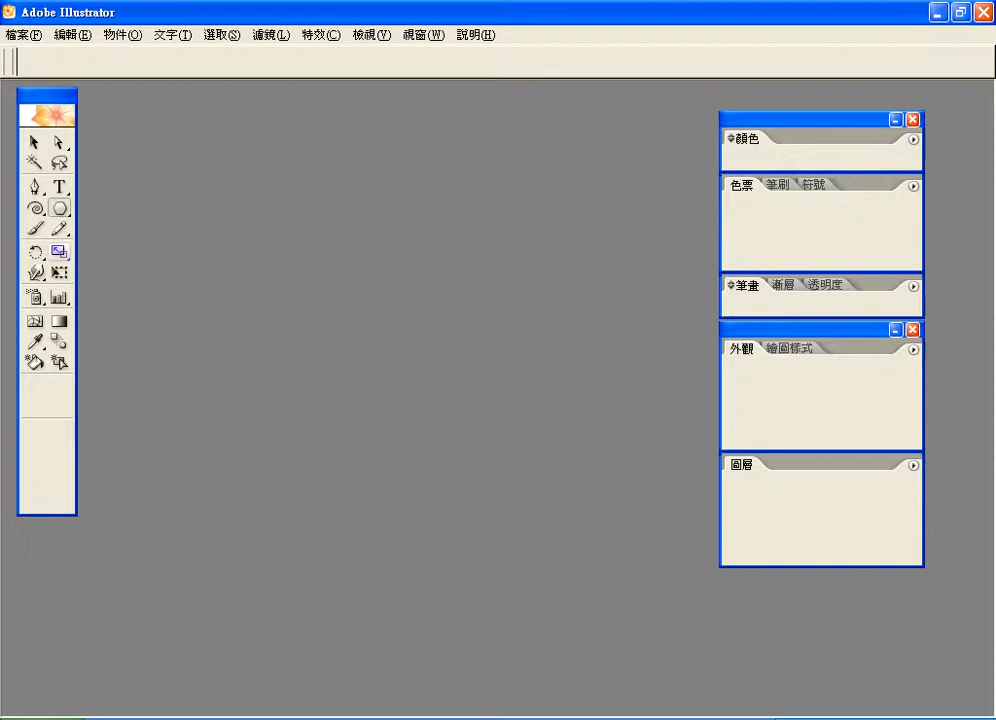 Adobe Illustrator
檔案(F) 編輯(E) 物件(O) 文字(T) 選取(S) 濾鏡(L) 特效(C) 檢視(V) 視窗(W) 說明(H)
顏色
色票 筆刷 符號
筆畫 漸層 透明度
外觀 繪圖樣式
圖層